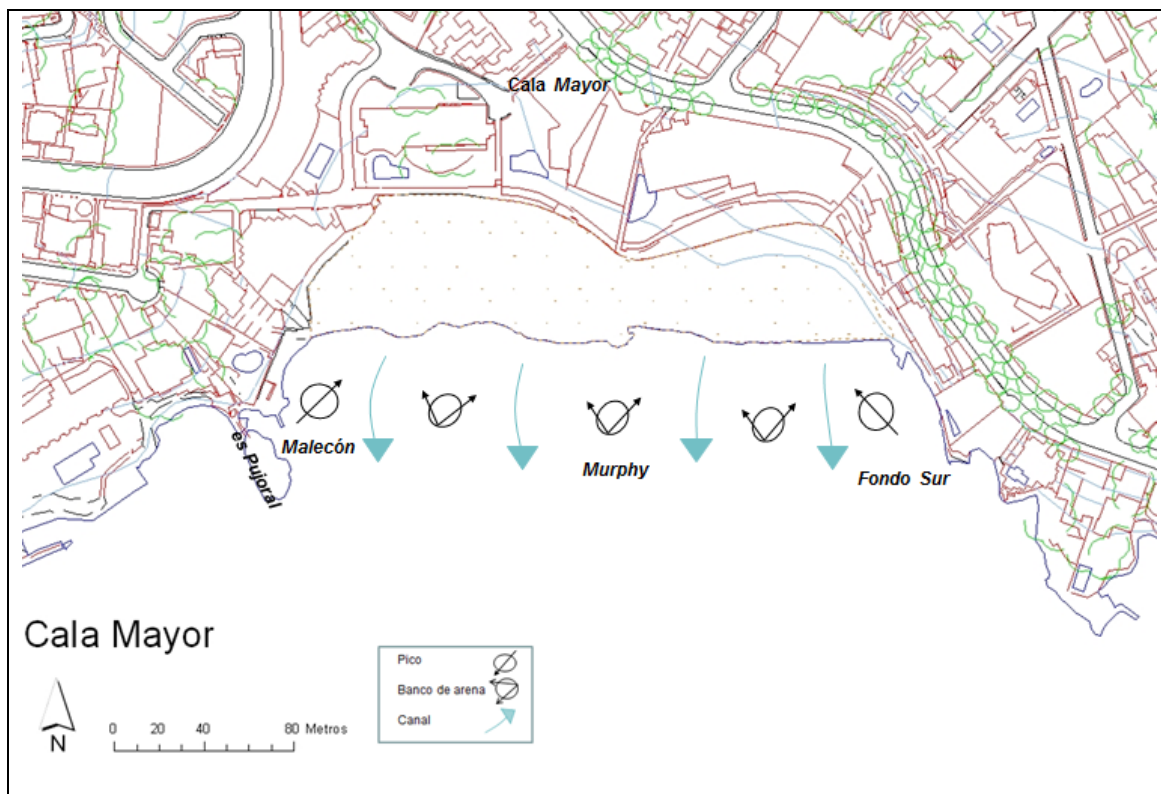 Cala Mayor
Malecón
es Pujoral
Murphy
Fondo Sur
Cala Mayor
N
0 20 40 80 Metros
Pico
Banco de arena
Canal